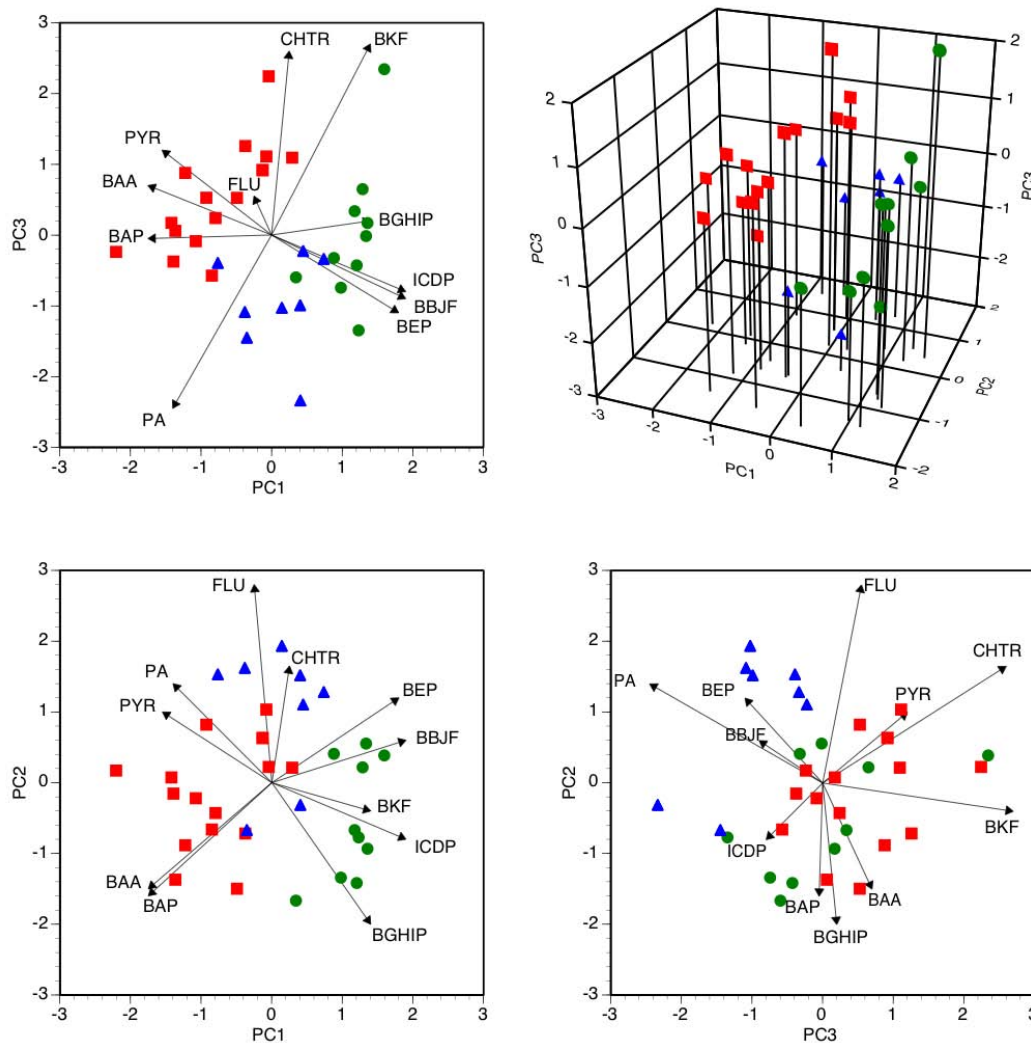 3
2
1
0
-1
-2
-3
PC3
CHTR
BKF
PYR
BAA
FLU
BAP
BGHIP
ICDP
BBJF
BEP
PA
-3 -2 -1 0 1 2 3
PC1
2
1
0
-1
-2
-3
PC3
2
1
0
-1
-2
PC3
2
1
0
-1
-2
PC2
-3
-2
-1
0
1
2
PC1
3
2
1
0
-1
-2
-3
PC2
FLU
CHTR
PA
PYR
BEP
BBJF
BKF
ICDP
BAA
BAP
BGHIP
-3 -2 -1 0 1 2 3
PC1
3
2
1
0
-1
-2
-3
PC2
FLU
CHTR
PA
BEP
PYR
BBJF
BKF
ICDP
BAP
BAA
BGHIP
-3 -2 -1 0 1 2 3
PC3